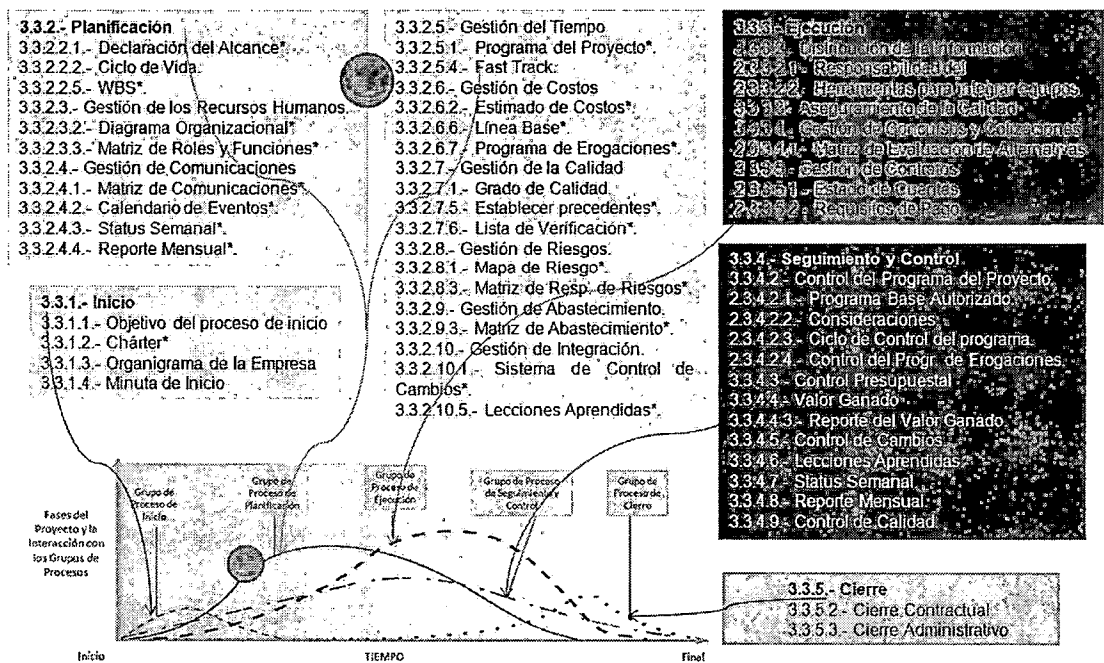 3.3.2.- Planificación
3.3.2.2.1.- Declaración del Alcance*.
3.3.2.2.2.- Ciclo de Vida.
3.3.2.2.5.- WBS*.
3.3.2.3.- Gestión de los Recursos Humanos.
3.3.2.3.2.- Diagrama Organizacional*.
3.3.2.3.3.- Matriz de Roles y Funciones*.
3.3.2.4.- Gestión de Comunicaciones
3.3.2.4.1.- Matriz de Comunicaciones*.
3.3.2.4.2.- Calendario de Eventos*.
3.3.2.4.3.- Status Semanal*.
3.3.2.4.4.- Reporte Mensual*.
3.3.1.- Inicio
3.3.1.1.- Objetivo del proceso de inicio
3.3.1.2.- Chárter*
3.3.1.3.- Organigrama de la Empresa
3.3.1.4.- Minuta de Inicio
3.3.2.5.- Gestión del Tiempo
3.3.2.5.1.- Programa del Proyecto*.
3.3.2.5.4.- Fast Track.
3.3.2.6.- Gestión de Costos
3.3.2.6.2.- Estimado de Costos*.
3.3.2.6.6.- Línea Base*.
3.3.2.6.7.- Programa de Erogaciones*.
3.3.2.7.- Gestión de la Calidad
3.3.2.7.1.- Grado de Calidad.
3.3.2.7.5.- Establecer precedentes*.
3.3.2.7.6.- Lista de Verificación*.
3.3.2.8.- Gestión de Riesgos.
3.3.2.8.1.- Mapa de Riesgo*.
3.3.2.8.3.- Matriz de Resp. de Riesgos*.
3.3.2.9.- Gestión de Abastecimiento.
3.3.2.9.3.- Matriz de Abastecimiento*.
3.3.2.10.- Gestión de Integración.
3.3.2.10.1.- Sistema de Control de
Cambios*.
3.3.2.10.5.- Lecciones Aprendidas*.
3.3.3.- Ejecución
Distribución de la Información
Responsabilidad del
Herramientas para integrar equipos
Aseguramiento de la Calidad
Gestión de Concursos y Cotizaciones
Matriz de Evaluación de Alternativas
Gestión de Contratos
Estado de Cuentas
Requisitos de Pago
3.3.4.- Seguimiento y Control
3.3.4.2.- Control del Programa del Proyecto.
2.3.4.2.1.- Programa Base Autorizado.
2.3.4.2.2.- Consideraciones
2.3.4.2.3.- Ciclo de Control del programa.
2.3.4.2.4.- Control del Progr. de Erogaciones.
3.3.4.3.- Control Presupuestal
3.3.4.4.- Valor Ganado
3.3.4.4.3.- Reporte del Valor Ganado.
3.3.4.5.- Control de Cambios.
3.3.4.6.- Lecciones Aprendidas.
3.3.4.7.- Status Semanal.
3.3.4.8.- Reporte Mensual.
3.3.4.9.- Control de Calidad.
3.3.5.- Cierre
3.3.5.2.- Cierre Contractual
3.3.5.3.- Cierre Administrativo
Fases del
Proyecto y la
Interacción con
los Grupos de
Procesos
Grupo de
Proceso de
Inicio
Grupo de
Proceso de
Planificación
Grupo de
Proceso de
Ejecución
Grupo de Proceso
de Seguimiento y
Control
Grupo de
Proceso de
Cierro
Inicio
TIEMPO
Final